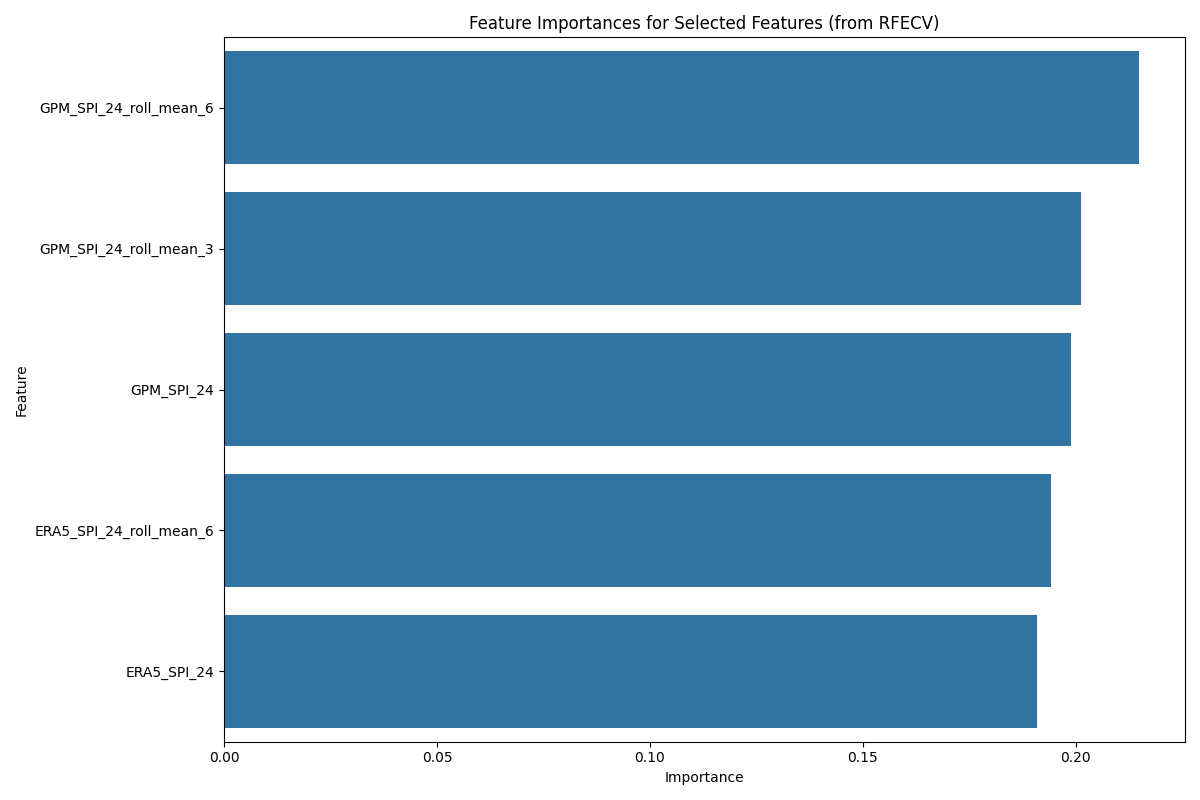 Feature Importances for Selected Features (from RFECV)
GPM_SPI_24_roll_mean_6
GPM_SPI_24_roll_mean_3
GPM_SPI_24
ERA5_SPI_24_roll_mean_6
ERA5_SPI_24
Feature
0.00 0.05 0.10 0.15 0.20
Importance